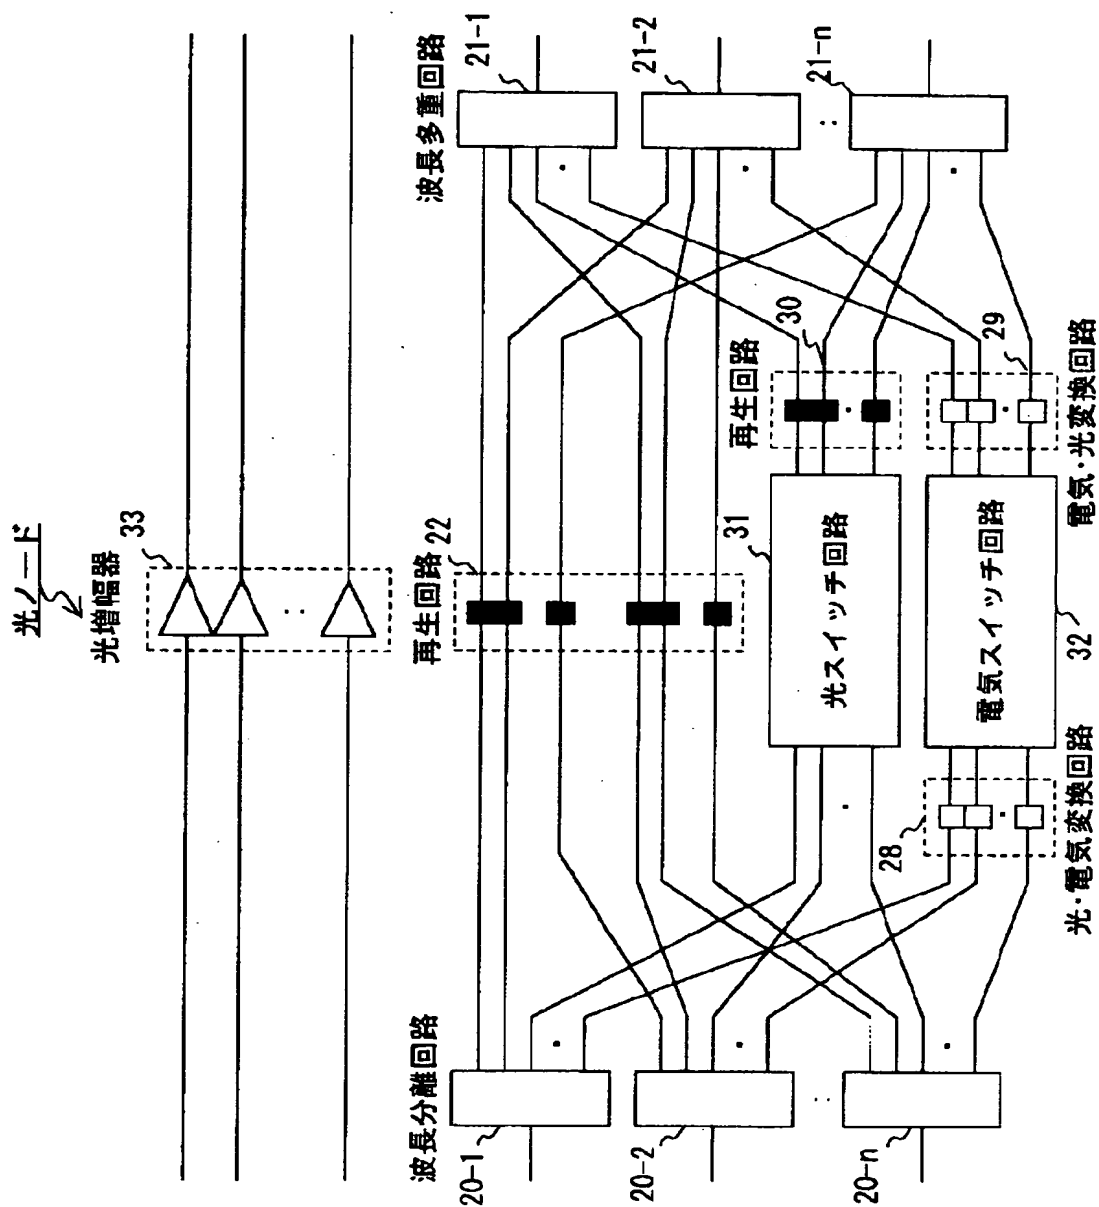 光ノード
光増幅器
33
波長分離回路
再生回路
22
波長多重回路
20-1
21-1
20-2
21-2
20-n
21-n
光スイッチ回路
31
再生回路
30
電気スイッチ回路
32
28
光・電気変換回路
29
電気・光変換回路